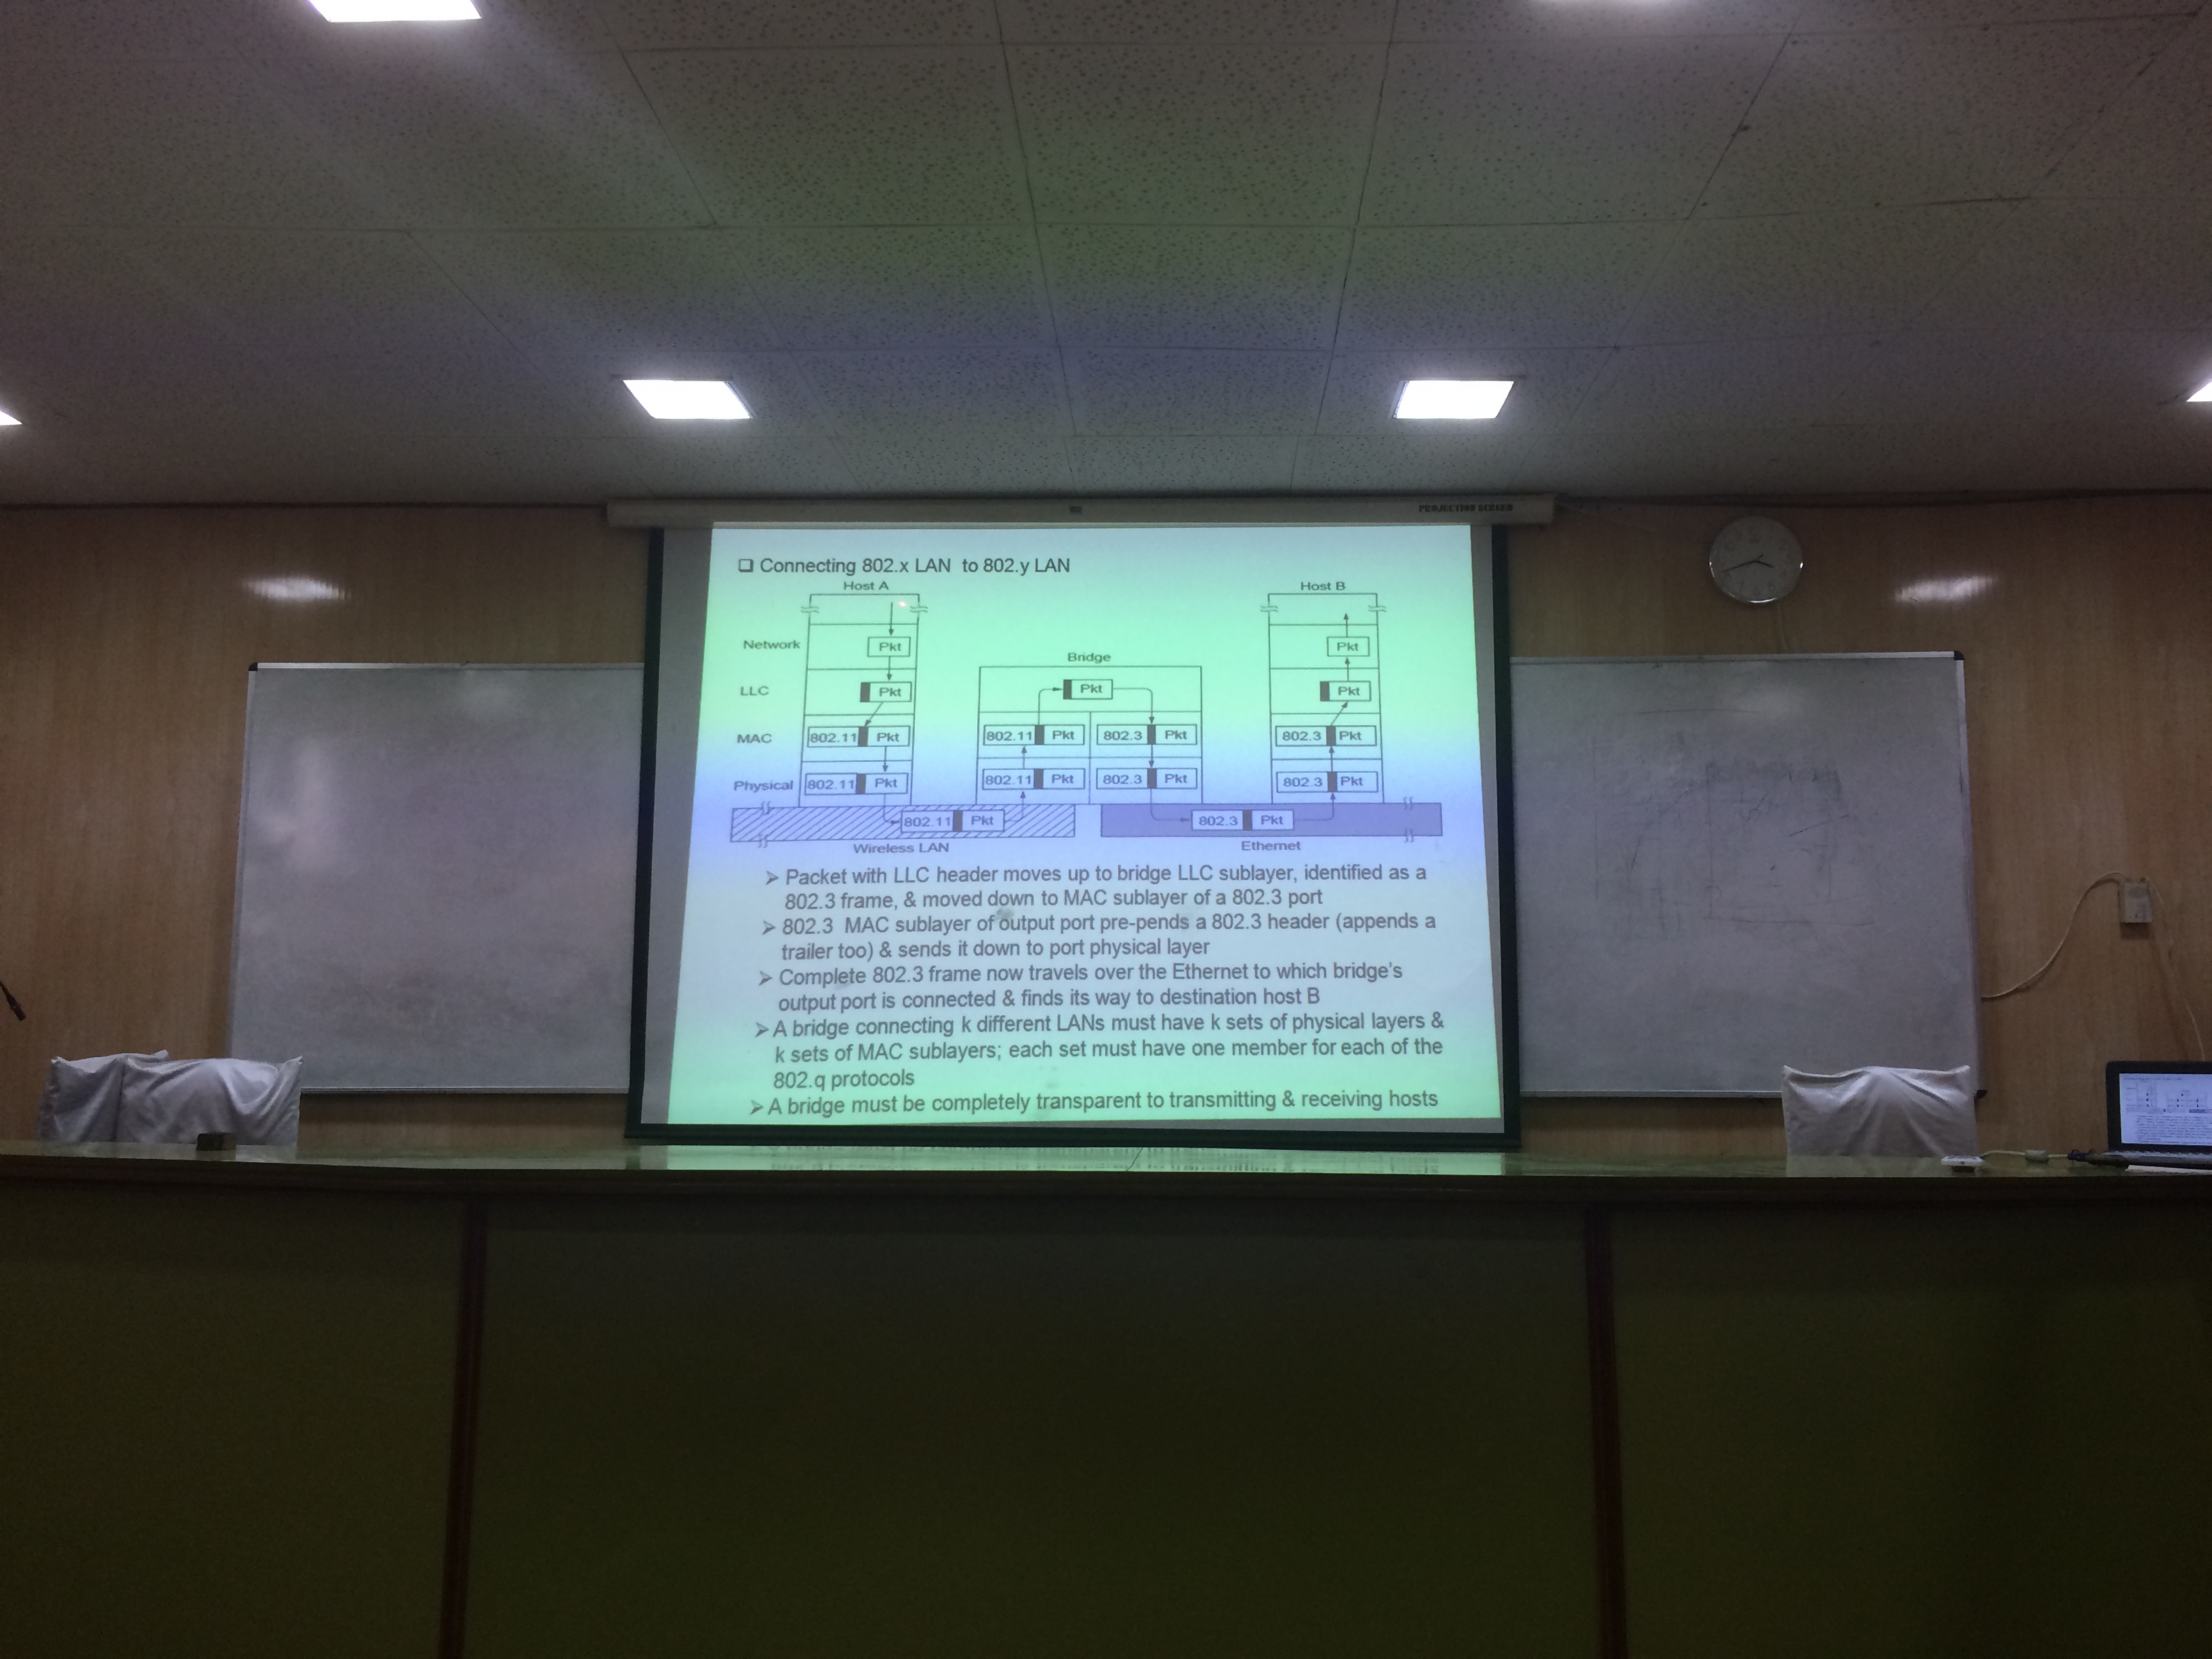 PROJECTION SCREEN
❑ Connecting 802.x LAN to 802.y LAN
Host A
Host B
Network
Pkt
Pkt
Bridge
LLC
Pkt
Pkt
Pkt
MAC
802.11 Pkt
802.11 Pkt
802.3 Pkt
802.3 Pkt
Physical
802.11 Pkt
802.11 Pkt
802.3 Pkt
802.3 Pkt
802.11 Pkt
802.3 Pkt
Wireless LAN
Ethernet
➢ Packet with LLC header moves up to bridge LLC sublayer, identified as a
802.3 frame, & moved down to MAC sublayer of a 802.3 port
➢ 802.3 MAC sublayer of output port pre-pends a 802.3 header (appends a
trailer too) & sends it down to port physical layer
➢ Complete 802.3 frame now travels over the Ethernet to which bridge's
output port is connected & finds its way to destination host B
➢ A bridge connecting k different LANs must have k sets of physical layers &
k sets of MAC sublayers; each set must have one member for each of the
802.q protocols
➢ A bridge must be completely transparent to transmitting & receiving hosts